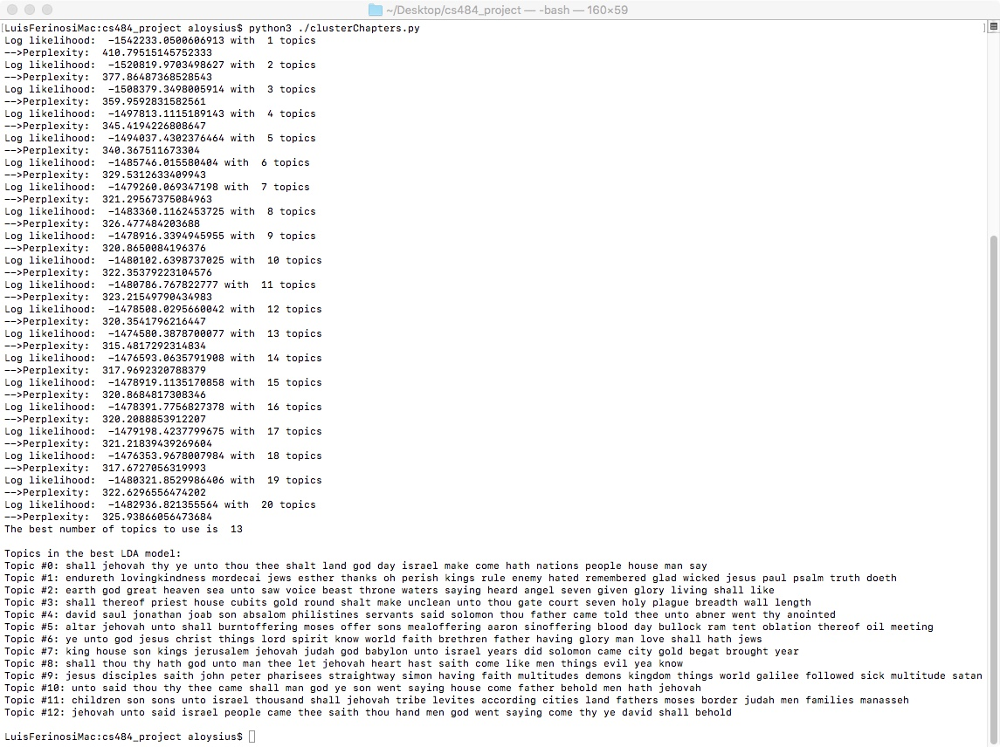 ~/Desktop/cs484_project — -bash — 160×59
[LuisFerinosiMac:cs484_project aloysius$ python3 ./clusterChapters.py ]
Log likelihood:  -1542233.0500606913 with  1 topics
-->Perplexity:  410.79515145752333
Log likelihood:  -1520819.9703498627 with  2 topics
-->Perplexity:  377.86487368528543
Log likelihood:  -1508379.3498005914 with  3 topics
-->Perplexity:  359.9592831582561
Log likelihood:  -1497813.1115189143 with  4 topics
-->Perplexity:  345.4194226808647
Log likelihood:  -1494037.4302376464 with  5 topics
-->Perplexity:  340.367511673304
Log likelihood:  -1485746.015580404 with  6 topics
-->Perplexity:  329.5312633409943
Log likelihood:  -1479260.069347198 with  7 topics
-->Perplexity:  321.29567375084963
Log likelihood:  -1483360.1162453725 with  8 topics
-->Perplexity:  326.477484203688
Log likelihood:  -1478916.3394945955 with  9 topics
-->Perplexity:  320.8650084196376
Log likelihood:  -1480102.6398737025 with  10 topics
-->Perplexity:  322.35379223104576
Log likelihood:  -1480786.767822777 with  11 topics
-->Perplexity:  323.21549790434983
Log likelihood:  -1478508.0295660042 with  12 topics
-->Perplexity:  320.3541796216447
Log likelihood:  -1474580.3878700077 with  13 topics
-->Perplexity:  315.4817292314834
Log likelihood:  -1476593.0635791908 with  14 topics
-->Perplexity:  317.9692320788379
Log likelihood:  -1478919.1135170858 with  15 topics
-->Perplexity:  320.8684817308346
Log likelihood:  -1478391.7756827378 with  16 topics
-->Perplexity:  320.2088853912207
Log likelihood:  -1479198.4237799675 with  17 topics
-->Perplexity:  321.21839439269604
Log likelihood:  -1476353.9678007984 with  18 topics
-->Perplexity:  317.6727056319993
Log likelihood:  -1480321.8529986406 with  19 topics
-->Perplexity:  322.6296556474202
Log likelihood:  -1482936.821355564 with  20 topics
-->Perplexity:  325.93866056473684
The best number of topics to use is  13
Topics in the best LDA model:
Topic #0: shall jehovah thy ye unto thou thee shalt land god day israel make come hath nations people house man say
Topic #1: endureth lovingkindness mordecai jews esther thanks oh perish kings rule enemy hated remembered glad wicked jesus paul psalm truth doeth
Topic #2: earth god great heaven sea unto saw voice beast throne waters saying heard angel seven given glory living shall like
Topic #3: shall thereof priest house cubits gold round shalt make unclean unto thou gate court seven holy plague breadth wall length
Topic #4: david saul jonathan joab son absalom philistines servants said solomon thou father came told thee unto abner went thy anointed
Topic #5: altar jehovah unto shall burntoffering moses offer sons mealoffering aaron sinoffering blood day bullock ram tent oblation thereof oil meeting
Topic #6: ye unto god jesus christ things lord spirit know world faith brethren father having glory man love shall hath jews
Topic #7: king house son kings jerusalem jehovah judah god babylon unto israel years did solomon came city gold begat brought year
Topic #8: shall thou thy hath god unto man thee let jehovah heart hast saith come like men things evil yea know
Topic #9: jesus disciples saith john peter pharisees straightway simon having faith multitudes demons kingdom things world galilee followed sick multitude satan
Topic #10: unto said thou thy thee came shall man god ye son went saying house come father behold men hath jehovah
Topic #11: children son sons unto israel thousand shall jehovah tribe levites according cities land fathers moses border judah men families manasseh
Topic #12: jehovah unto said israel people came thee saith thou hand men god went saying come thy ye david shall behold
LuisFerinosiMac:cs484_project aloysius$